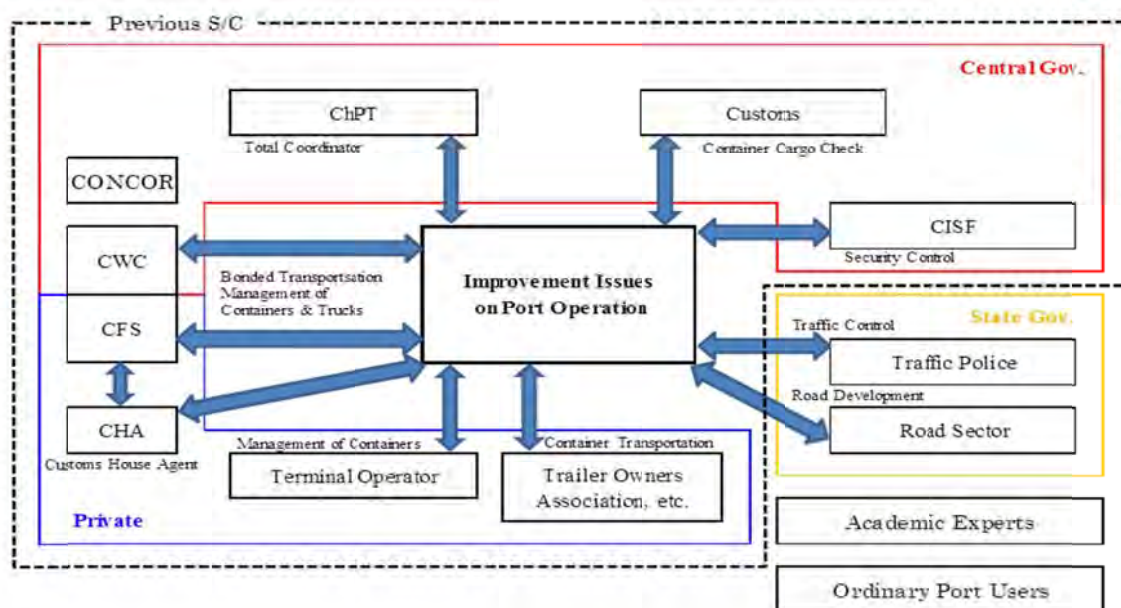 Previous S/C
Central Gov.
ChPT
Total Coordinator
Customs
Container Cargo Check
CONCOR
CWC
CISF
Security Control
Bonded Transportsation
Management of
Containers & Trucks
Improvement Issues
on Port Operation
CFS
State Gov.
Traffic Control
Traffic Police
Road Development
Road Sector
CHA
Customs House Agent
Management of Containers
Terminal Operator
Container Transportation
Trailer Owners
Association, etc.
Private
Academic Experts
Ordinary Port Users